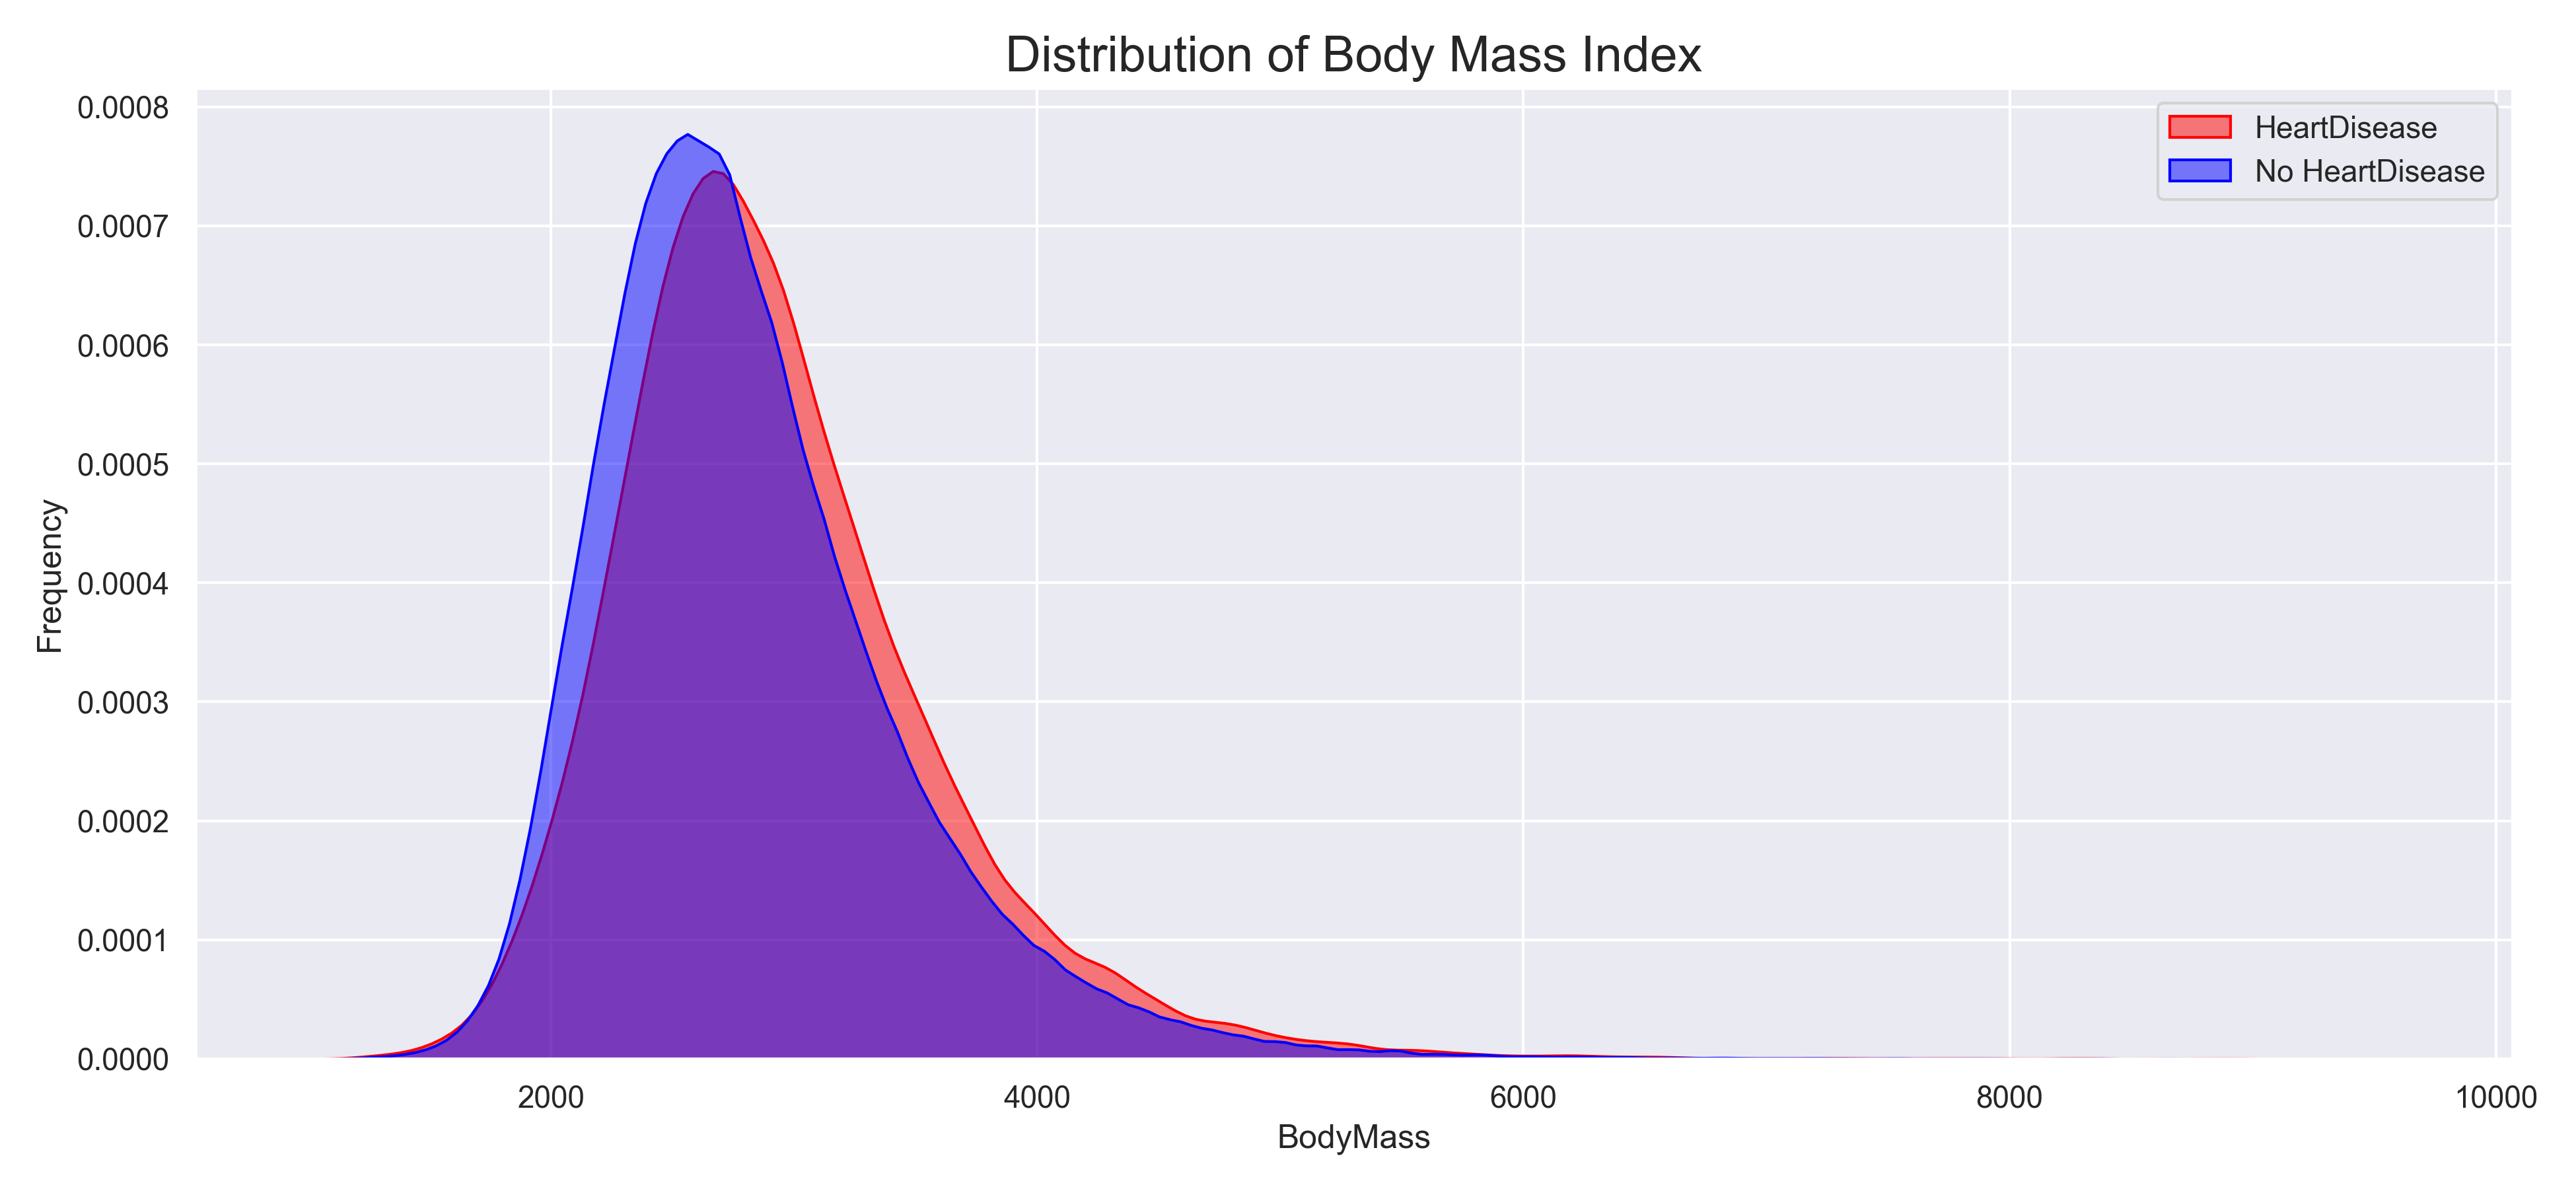 Distribution of Body Mass Index
HeartDisease
No HeartDisease
0.0008
0.0007
0.0006
0.0005
0.0004
0.0003
0.0002
0.0001
0.0000
Frequency
2000 4000 6000 8000 10000
BodyMass